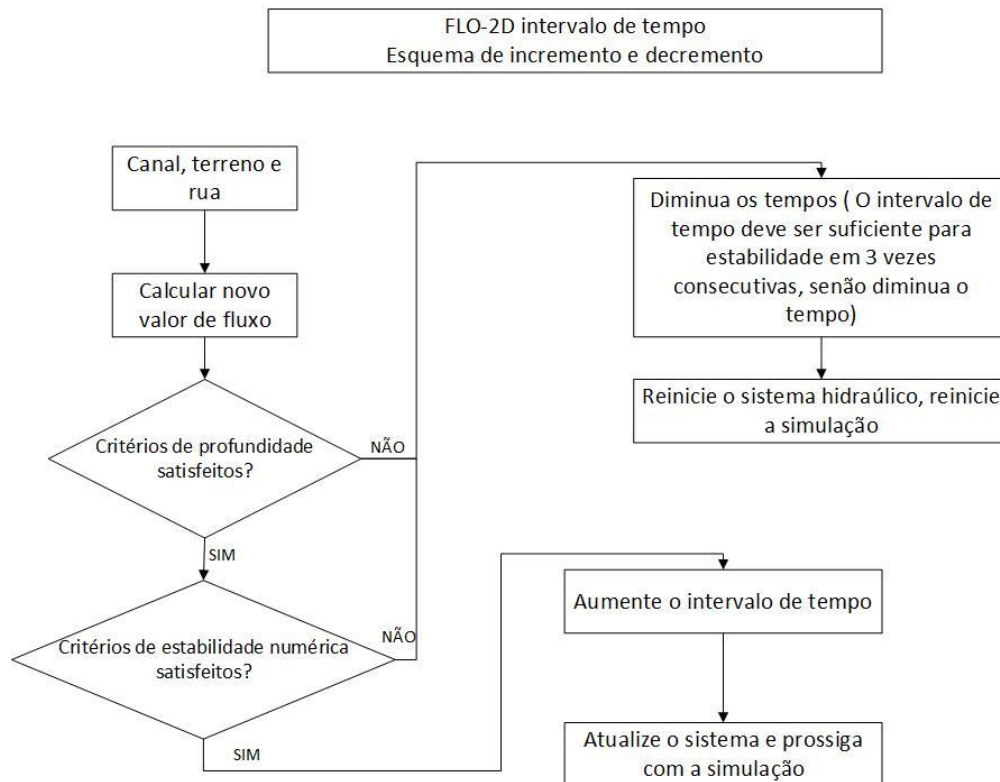 FLO-2D intervalo de tempo
Esquema de incremento e decremento
Canal, terreno e
rua
Calcular novo
valor de fluxo
Critérios de profundidade
satisfeitos?
NÃO
SIM
Critérios de estabilidade numérica
satisfeitos?
NÃO
SIM
Diminua os tempos ( O intervalo de
tempo deve ser suficiente para
estabilidade em 3 vezes
consecutivas, senão diminua o
tempo)
Reinicie o sistema hidraúlico, reinicie
a simulação
Aumente o intervalo de tempo
Atualize o sistema e prossiga
com a simulação